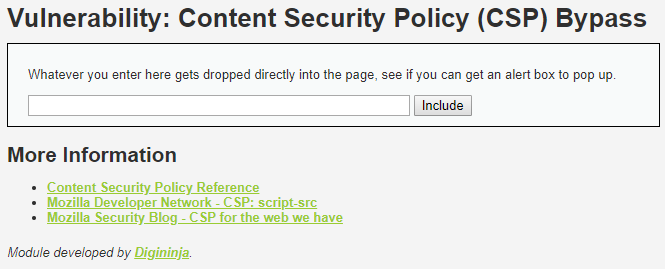 Vulnerability: Content Security Policy (CSP) Bypass
Whatever you enter here gets dropped directly into the page, see if you can get an alert box to pop up.
Include
More Information
Content Security Policy Reference
Mozilla Developer Network - CSP: script-src
Mozilla Security Blog - CSP for the web we have
Module developed by Digininja.